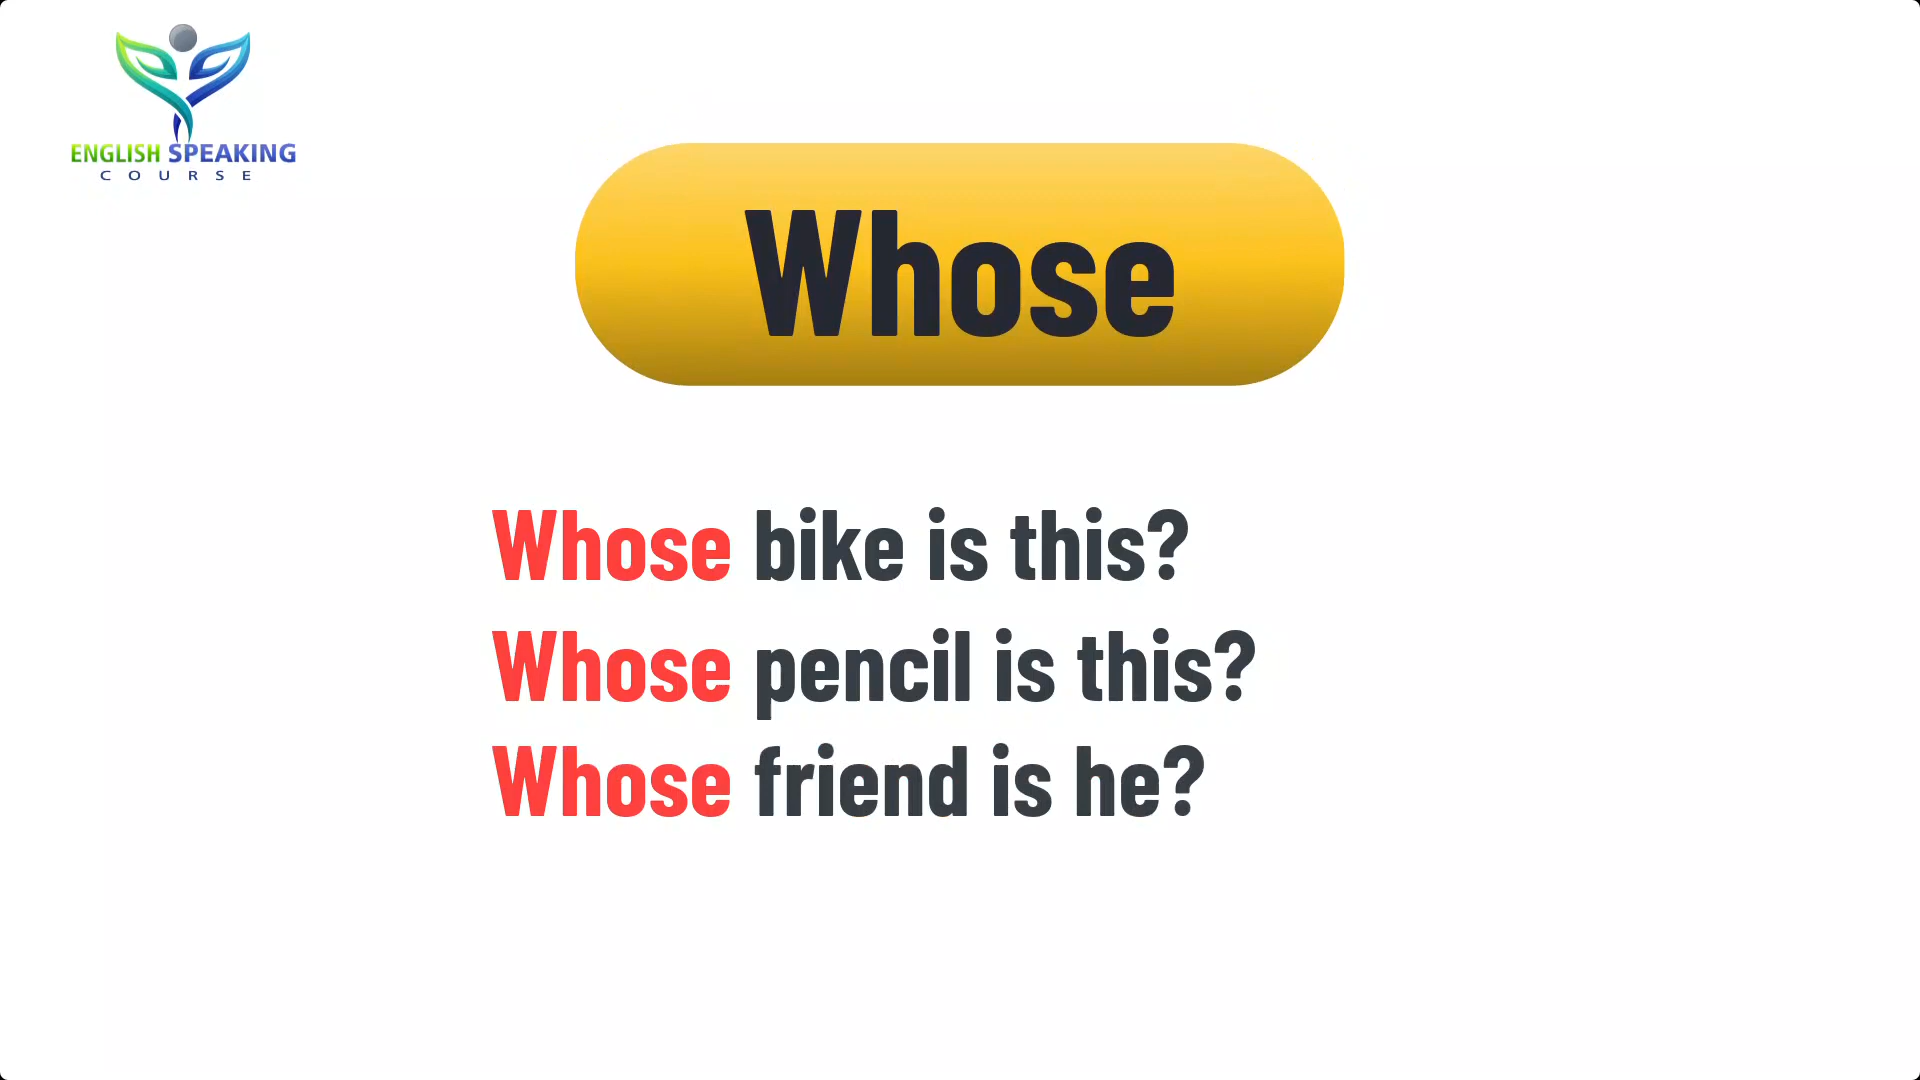 ENGLISH SPEAKING
COURSE
Whose
Whose bike is this?
Whose pencil is this?
Whose friend is he?